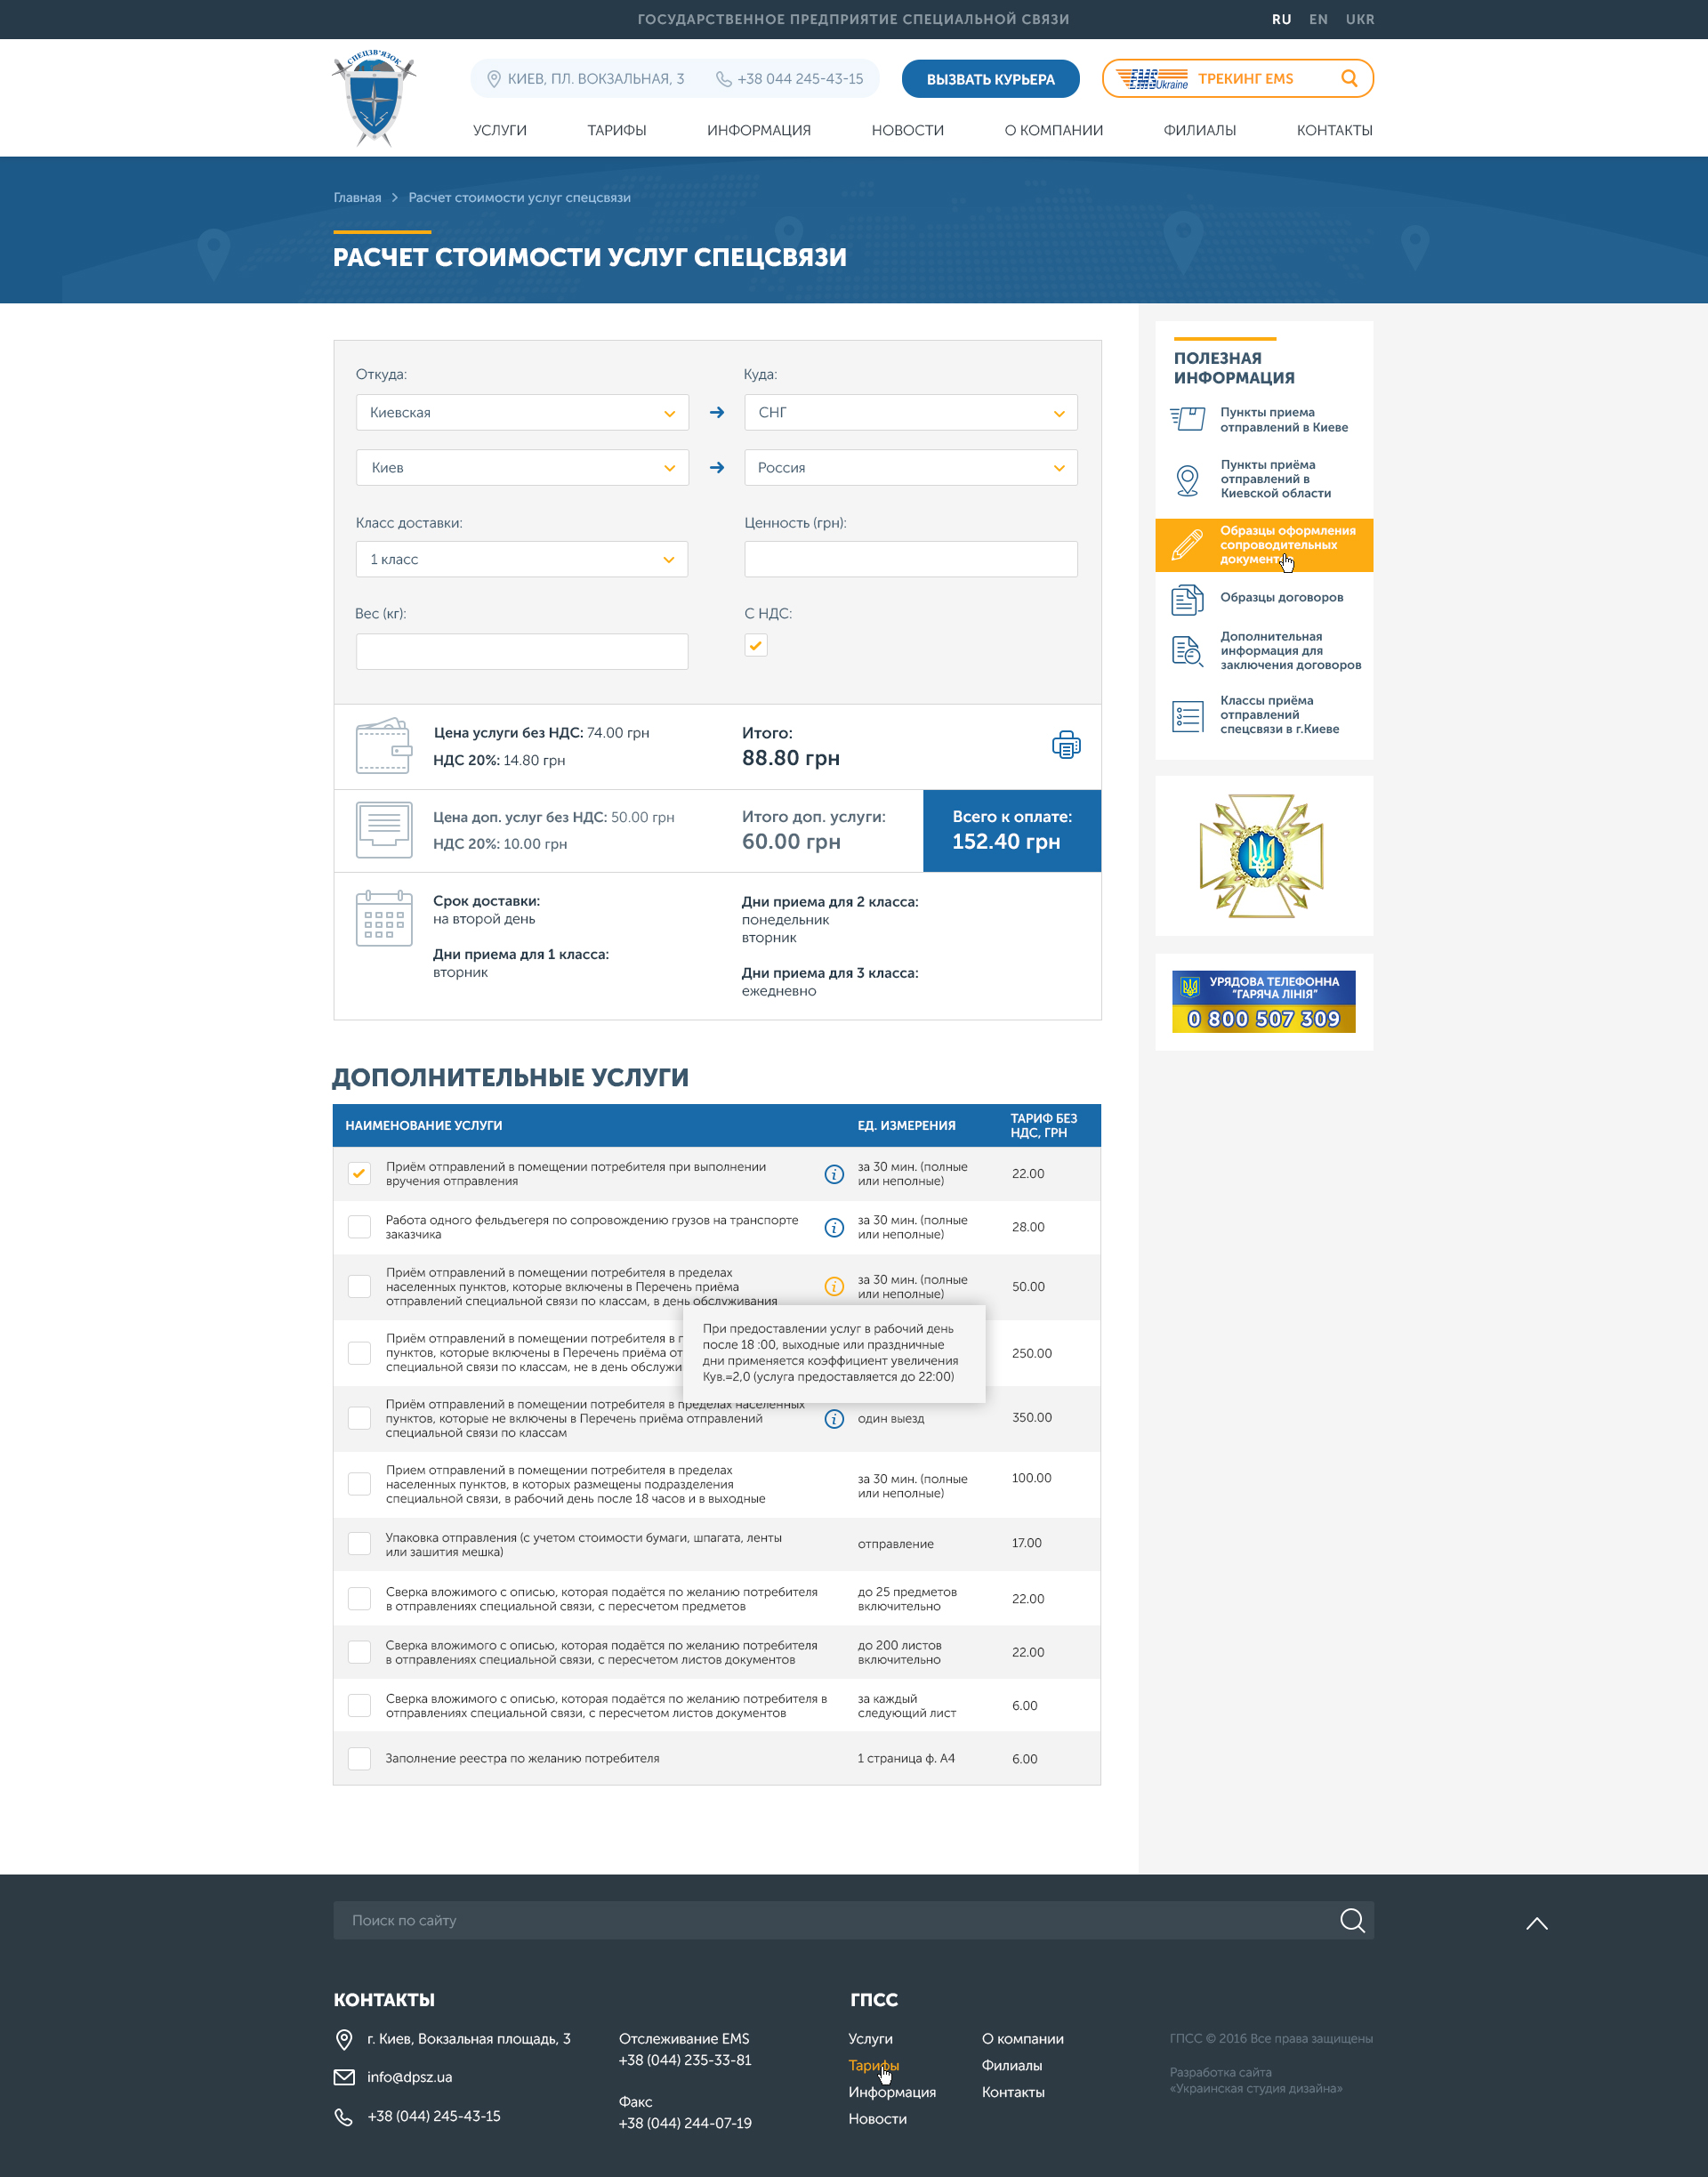 ГОСУДАРСТВЕННОЕ ПРЕДПРИЯТИЕ СПЕЦИАЛЬНОЙ СВЯЗИ
RU EN UKR
СПЕЦЗВ'ЯЗОК
КИЕВ, ПЛ. ВОКЗАЛЬНАЯ, 3
+38 044 245-43-15
ВЫЗВАТЬ КУРЬЕРА
EMS Ukraine
ТРЕКИНГ EMS
УСЛУГИ ТАРИФЫ ИНФОРМАЦИЯ НОВОСТИ О КОМПАНИИ ФИЛИАЛЫ КОНТАКТЫ
Главная > Расчет стоимости услуг спецсвязи
РАСЧЕТ СТОИМОСТИ УСЛУГ СПЕЦСВЯЗИ
Откуда: Куда:
Киевская СНГ
Киев Россия
Класс доставки: Ценность (грн):
1 класс
Вес (кг): С НДС:
Цена услуги без НДС: 74.00 грн
НДС 20%: 14.80 грн
Итого:
88.80 грн
Цена доп. услуг без НДС: 50.00 грн
НДС 20%: 10.00 грн
Итого доп. услуги:
60.00 грн
Всего к оплате:
152.40 грн
Срок доставки:
на второй день
Дни приема для 1 класса:
вторник
Дни приема для 2 класса:
понедельник
вторник
Дни приема для 3 класса:
ежедневно
ПОЛЕЗНАЯ
ИНФОРМАЦИЯ
Пункты приема
отправлений в Киеве
Пункты приёма
отправлений в
Киевской области
Образцы оформления
сопроводительных
документ
Образцы договоров
Дополнительная
информация для
заключения договоров
Классы приёма
отправлений
спецсвязи в г.Киеве
УРЯДОВА ТЕЛЕФОННА
"ГАРЯЧА ЛІНІЯ"
0 800 507 309
ДОПОЛНИТЕЛЬНЫЕ УСЛУГИ
НАИМЕНОВАНИЕ УСЛУГИ
ЕД. ИЗМЕРЕНИЯ
ТАРИФ БЕЗ
НДС, ГРН
Приём отправлений в помещении потребителя при выполнении
вручения отправления
за 30 мин. (полные
или неполные)
22.00
Работа одного фельдъегеря по сопровождению грузов на транспорте
заказчика
за 30 мин. (полные
или неполные)
28.00
Приём отправлений в помещении потребителя в пределах
населенных пунктов, которые включены в Перечень приёма
отправлений специальной связи по классам, в день обслуживания
за 30 мин. (полные
или неполные)
50.00
При предоставлении услуг в рабочий день
после 18 :00, выходные или праздничные
дни применяется коэффициент увеличения
Кув.=2,0 (услуга предоставляется до 22:00)
Приём отправлений в помещении потребителя в п
пунктов, которые включены в Перечень приёма от
специальной связи по классам, не в день обслужи
250.00
Приём отправлений в помещении потребителя в пределах населенных
пунктов, которые не включены в Перечень приёма отправлений
специальной связи по классам
один выезд
350.00
Прием отправлений в помещении потребителя в пределах
населенных пунктов, в которых размещены подразделения
специальной связи, в рабочий день после 18 часов и в выходные
за 30 мин. (полные
или неполные)
100.00
Упаковка отправления (с учетом стоимости бумаги, шпагата, ленты
или зашития мешка)
отправление
17.00
Сверка вложимого с описью, которая подаётся по желанию потребителя
в отправлениях специальной связи, с пересчетом предметов
до 25 предметов
включительно
22.00
Сверка вложимого с описью, которая подаётся по желанию потребителя
в отправлениях специальной связи, с пересчетом листов документов
до 200 листов
включительно
22.00
Сверка вложимого с описью, которая подаётся по желанию потребителя в
отправлениях специальной связи, с пересчетом листов документов
за каждый
следующий лист
6.00
Заполнение реестра по желанию потребителя
1 страница ф. А4
6.00
Поиск по сайту
КОНТАКТЫ
г. Киев, Вокзальная площадь, 3
info@dpsz.ua
+38 (044) 245-43-15
Отслеживание EMS
+38 (044) 235-33-81
Факс
+38 (044) 244-07-19
ГПСС
Услуги
Тарифы
Информация
Новости
О компании
Филиалы
Контакты
ГПСС © 2016 Все права защищены
Разработка сайта
«Украинская студия дизайна»